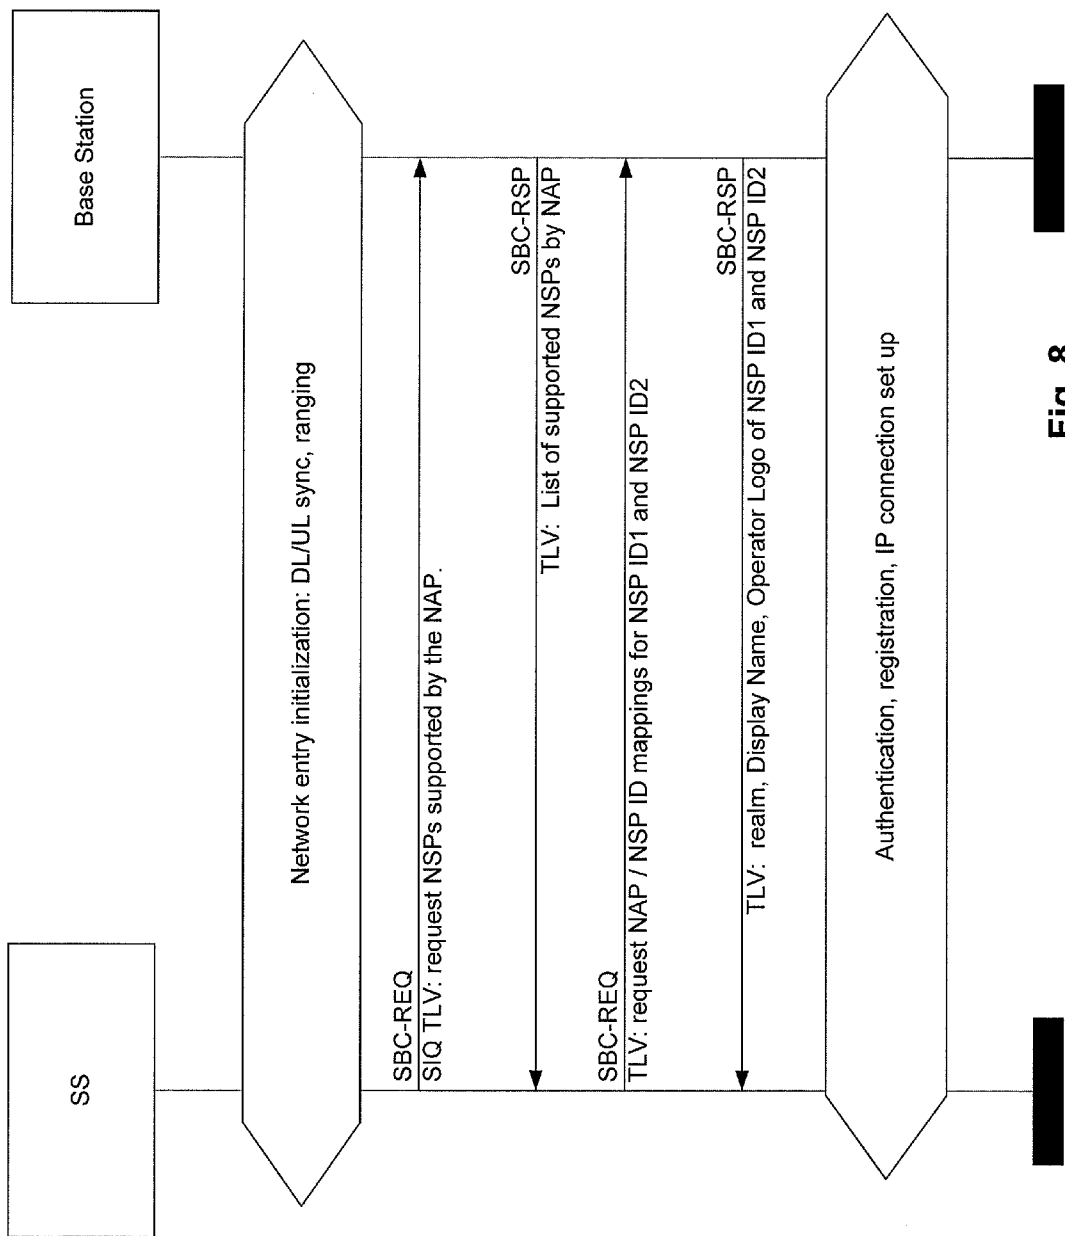 SS
Base Station
Network entry initialization: DL/UL sync, ranging
SBC-REQ
SIQ TLV: request NSPs supported by the NAP.
SBC-RSP
TLV: List of supported NSPs by NAP
SBC-REQ
TLV: request NAP / NSP ID mappings for NSP ID1 and NSP ID2
SBC-RSP
TLV: realm, Display Name, Operator Logo of NSP ID1 and NSP ID2
Authentication, registration, IP connection set up
Fig. 8